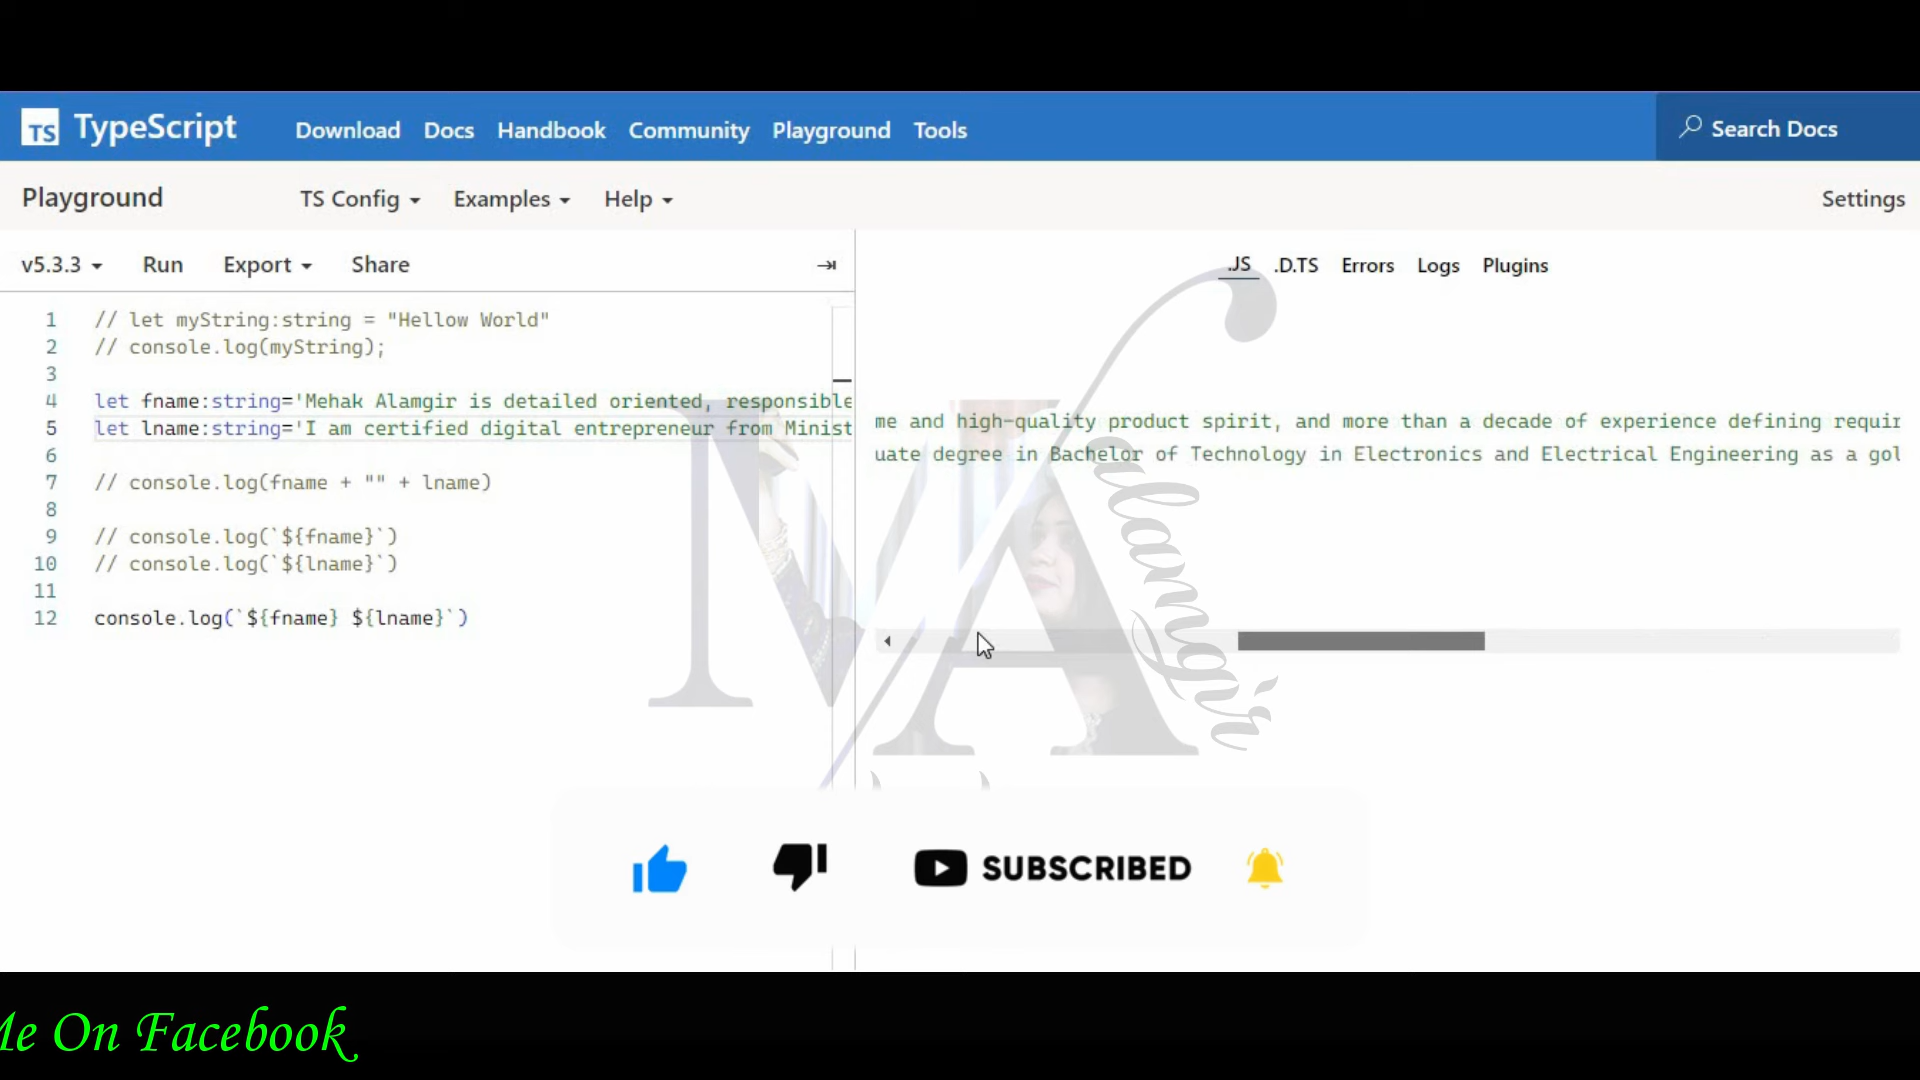 TS TypeScript Download Docs Handbook Community Playground Tools Search Docs
Playground TS Config Examples Help Settings
v5.3.3 Run Export Share .JS .D.TS Errors Logs Plugins
1 // let myString:string = "Hellow World"
2 // console.log(myString);
3
4 let fname:string='Mehak Alamgir is detailed oriented, responsible
5 let lname:string='I am certified digital entrepreneur from Minist
6
7 // console.log(fname + "" + lname)
8
9 // console.log(`${fname}`)
10 // console.log(`${lname}`)
11
12 console.log(`${fname} ${lname}`)
me and high-quality product spirit, and more than a decade of experience defining requir
uate degree in Bachelor of Technology in Electronics and Electrical Engineering as a gol
MA
alamgir
SUBSCRIBED
Me On Facebook